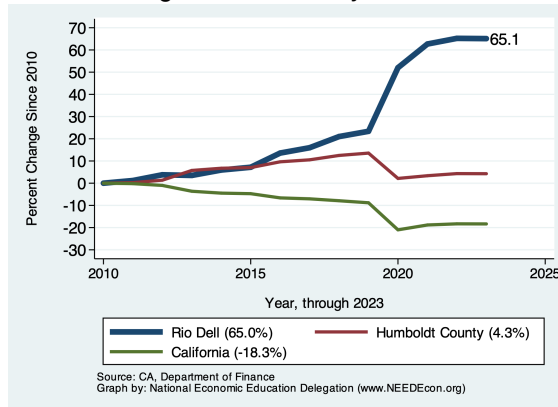 70
60
50
40
30
20
10
0
-10
-20
-30
Percent Change Since 2010
65.1
2010
2015
2020
2025
Year, through 2023
Rio Dell (65.0%)
Humboldt County (4.3%)
California (-18.3%)
Source: CA, Department of Finance
Graph by: National Economic Education Delegation (www.NEEDEcon.org)